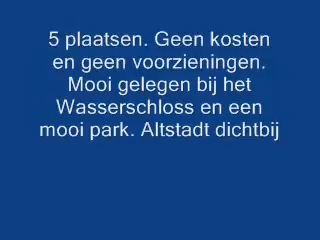 5 plaatsen. Geen kosten
en geen voorzieningen.
Mooi gelegen bij het
Wasserschloss en een
mooi park. Altstadt dichtbij